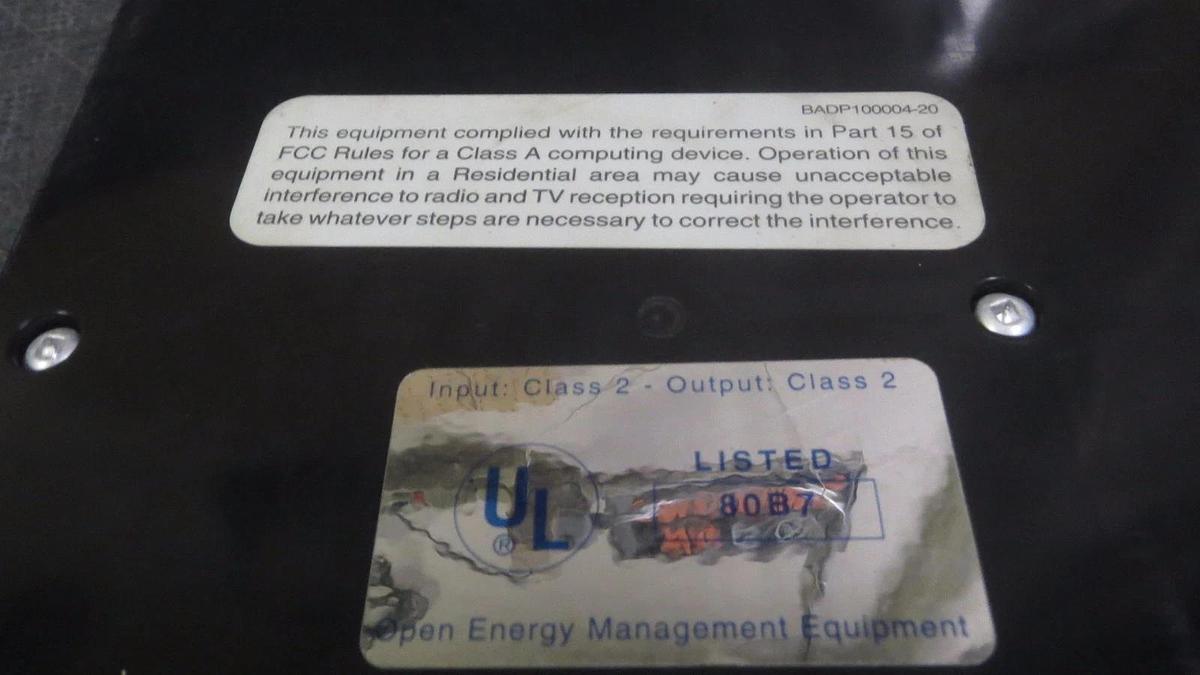 BADP100004-20
This equipment complied with the requirements in Part 15 of
FCC Rules for a Class A computing device. Operation of this
equipment in a Residential area may cause unacceptable
interference to radio and TV reception requiring the operator to
take whatever steps are necessary to correct the interference.
Input: Class 2 - Output: Class 2
LISTED
UL
80B7
®
Open Energy Management Equipment